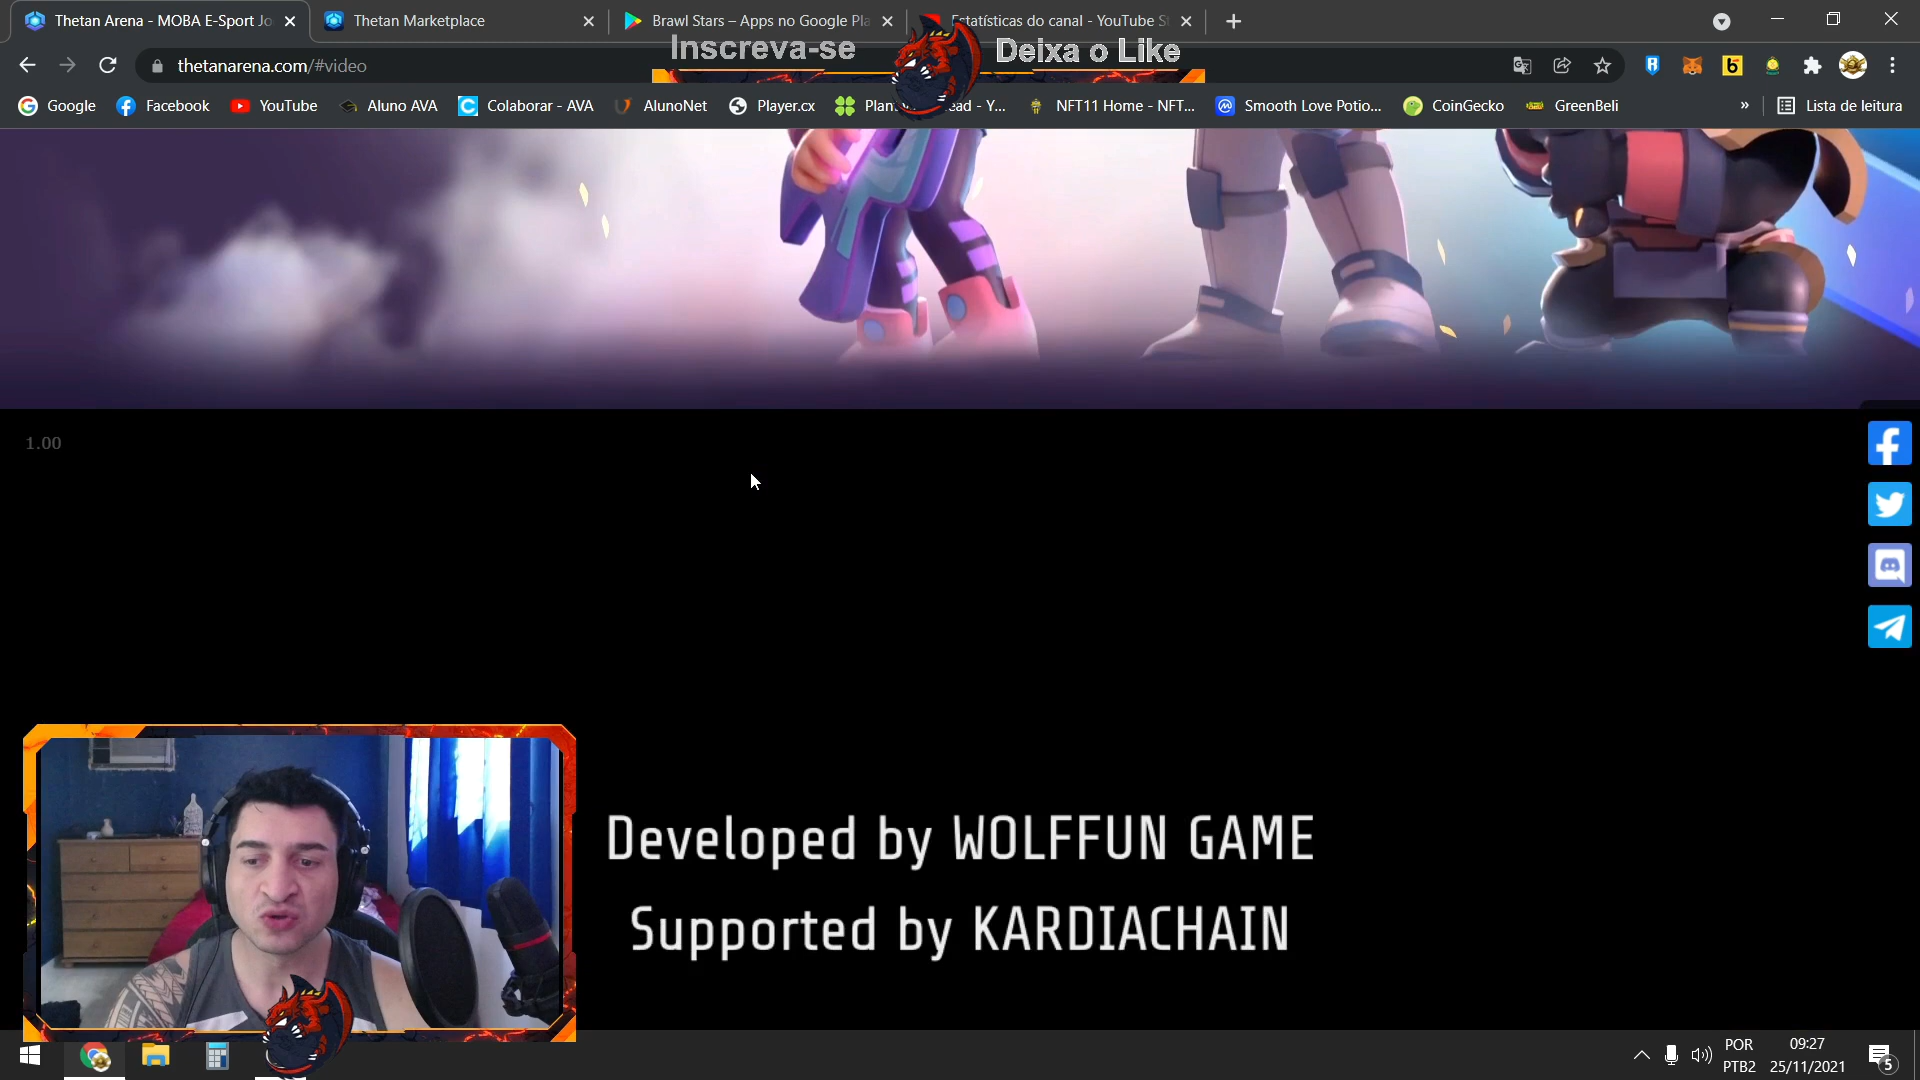 Thetan Arena - MOBA E-Sport Jo
Thetan Marketplace
Brawl Stars – Apps no Google Pla
Estatísticas do canal - YouTube S
Inscreva-se
Deixa o Like
thetanarena.com/#video
Google
Facebook
YouTube
Aluno AVA
Colaborar - AVA
AlunoNet
Player.cx
ead - Y...
NFT11 Home - NFT...
Smooth Love Potio...
CoinGecko
GreenBeli
»
Lista de leitura
1.00
Developed by WOLFFUN GAME
Supported by KARDIACHAIN
POR
PTB2
09:27
25/11/2021
5